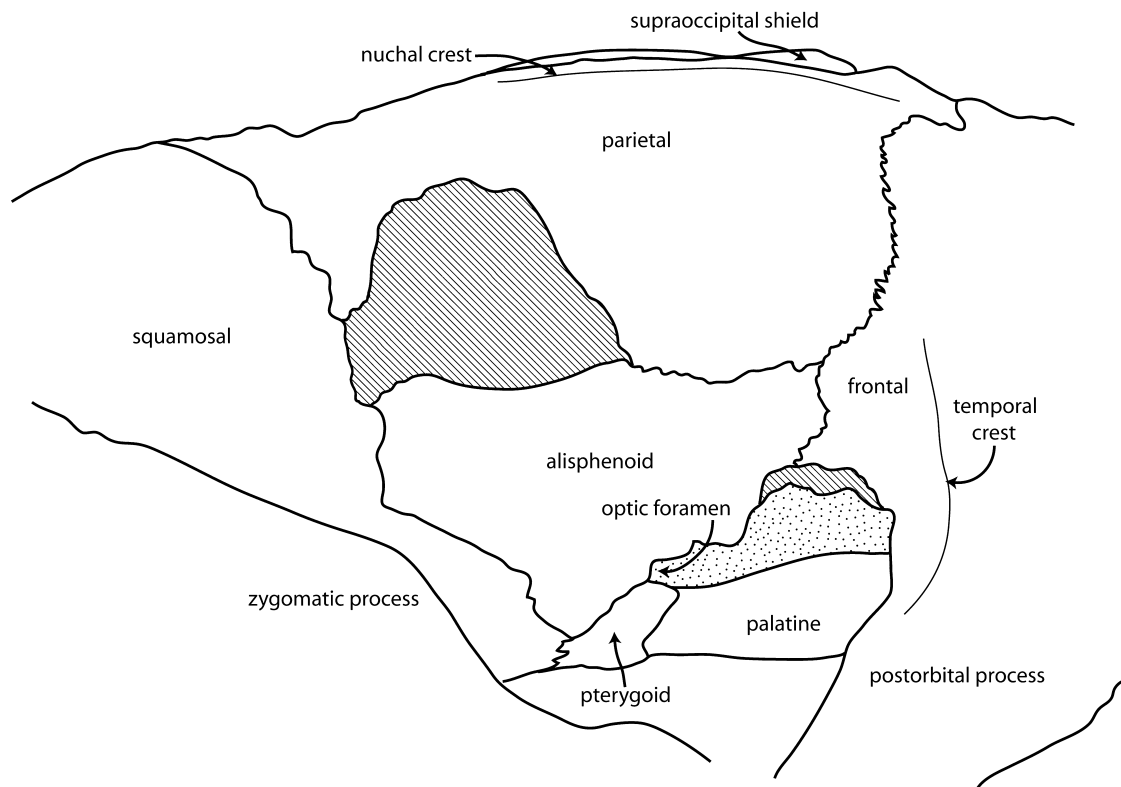 supraoccipital shield
nuchal crest
parietal
squamosal
frontal
temporal
crest
alisphenoid
optic foramen
zygomatic process
palatine
postorbital process
pterygoid